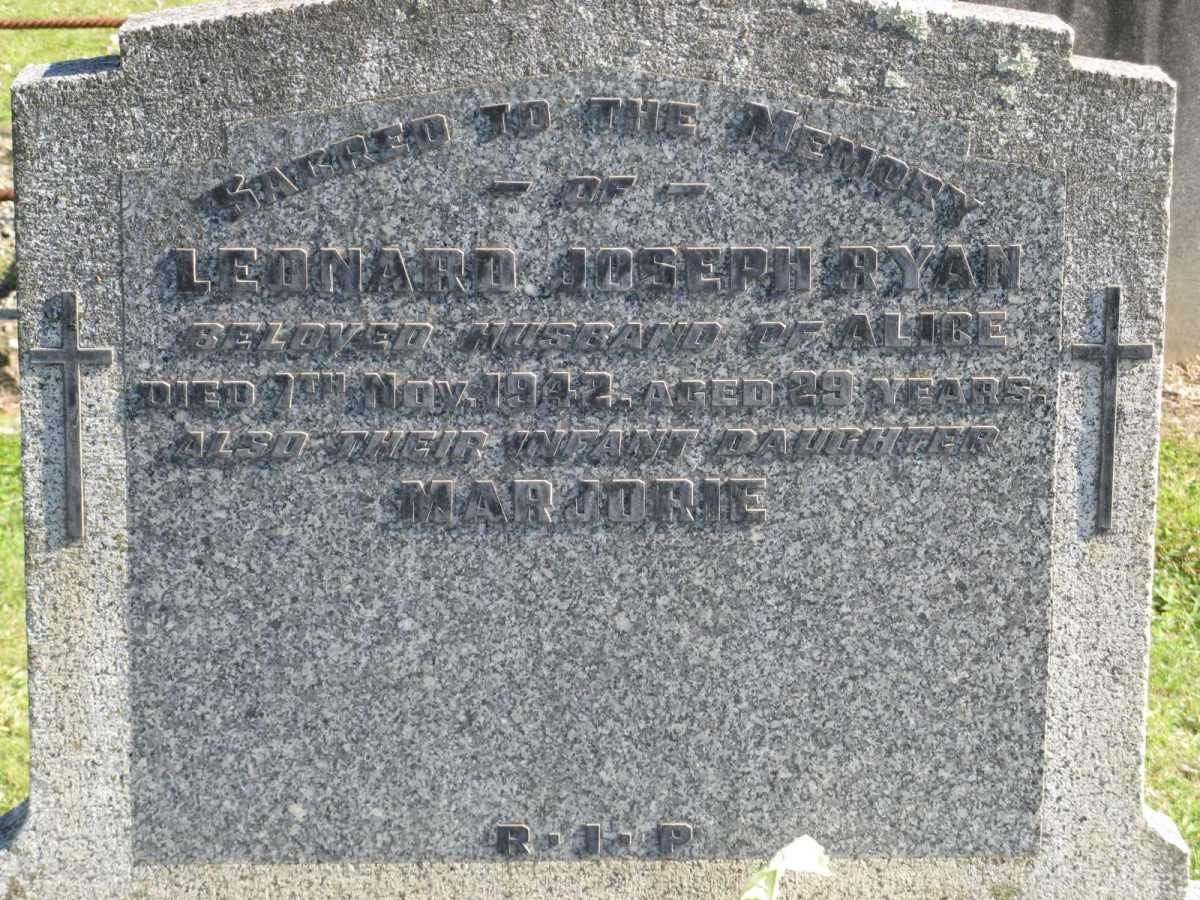 SACRED TO THE MEMORY
- OF -
LEONARD JOSEPH RYAN
BELOVED HUSBAND OF ALICE
DIED 7TH NOV. 1942. AGED 29 YEARS.
ALSO THEIR INFANT DAUGHTER
MARJORIE
R·I·P